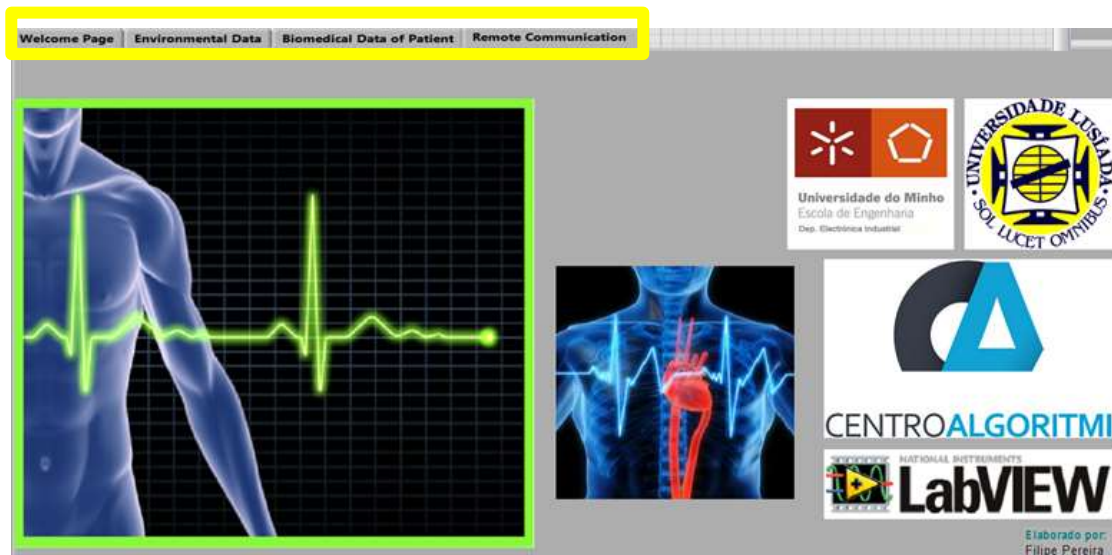 Welcome Page
Environmental Data
Biomedical Data of Patient
Remote Communication
Universidade do Minho
Escola de Engenharia
Dep. Electrónica Industrial
UNIVERSIDADE LUSÍADA
SOL LUCET OMNIBUS
CENTROALGORITMI
NATIONAL INSTRUMENTS
LabVIEW
Elaborado por:
Filipe Pereira